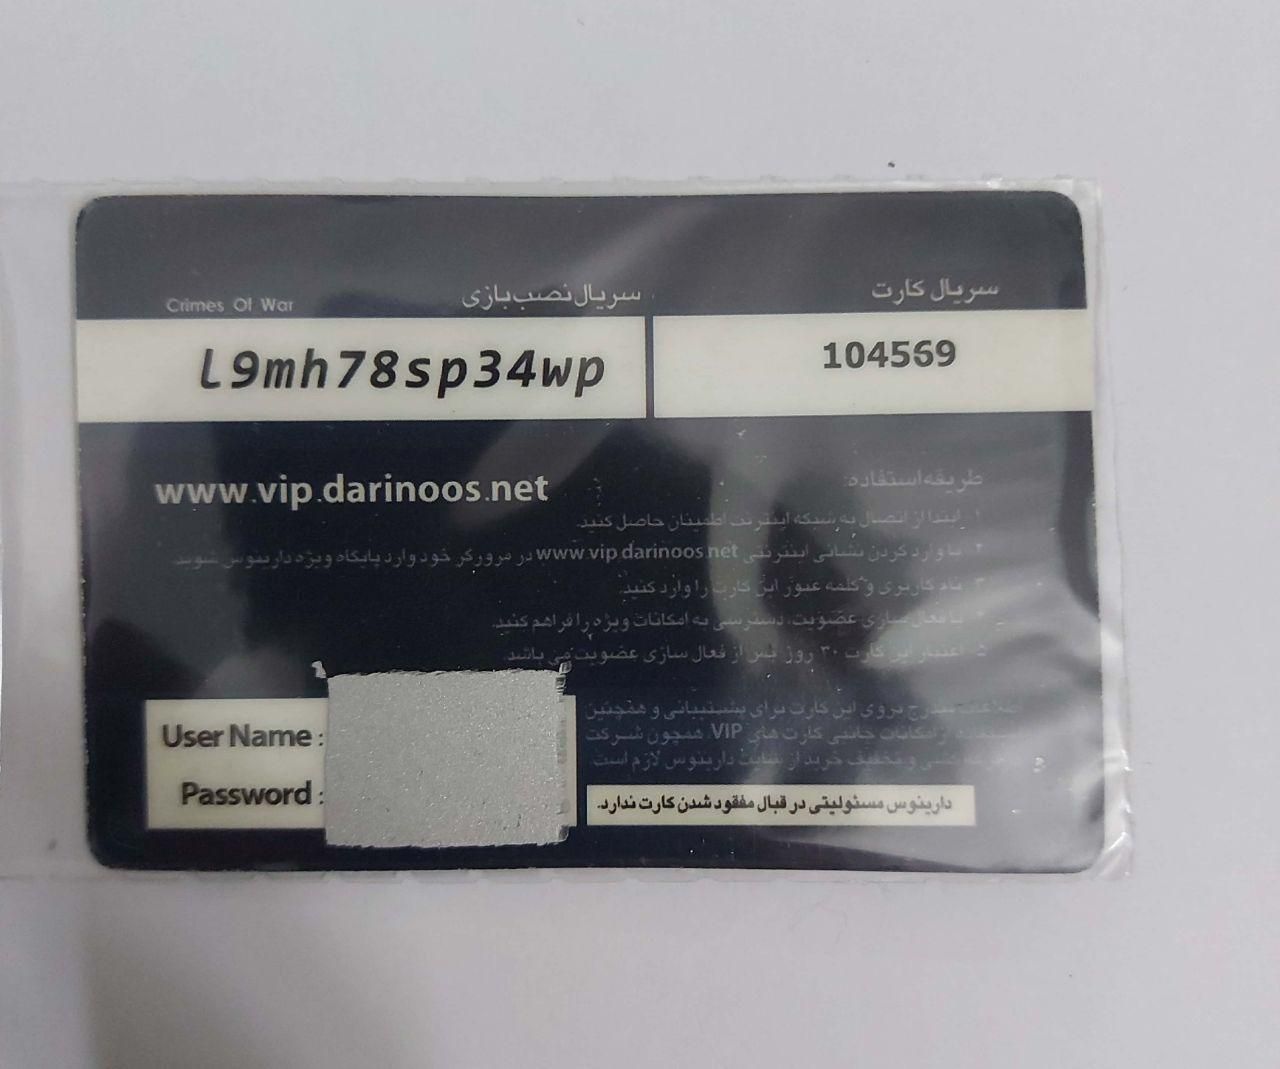 سریال کارت
104569
سریال نصب بازی
Crimes Of War
l9mh78sp34wp
www.vip.darinoos.net
طریقه استفاده:
۱. ابتدا از اتصال به شبکه اینترنت اطمینان حاصل کنید.
۲. با وارد کردن نشانی اینترنتی www.vip.darinoos.net در مرورگر خود وارد پایگاه ویژه دارینوس شوید.
۳. نام کاربری و کلمه عبور این کارت را وارد کنید.
۴. با فعال سازی عضویت، دسترسی به امکانات ویژه را فراهم کنید.
۵. اعتبار این کارت ۳۰ روز پس از فعال سازی عضویت می باشد.
بروی این کارت برای پشتیبانی و همچنین
از امکانات جانبی کارت های VIP همچون شرکت
و تخفیف خرید از سایت دارینوس لازم است.
دارینوس مسئولیتی در قبال مفقود شدن کارت ندارد.
User Name :
Password :